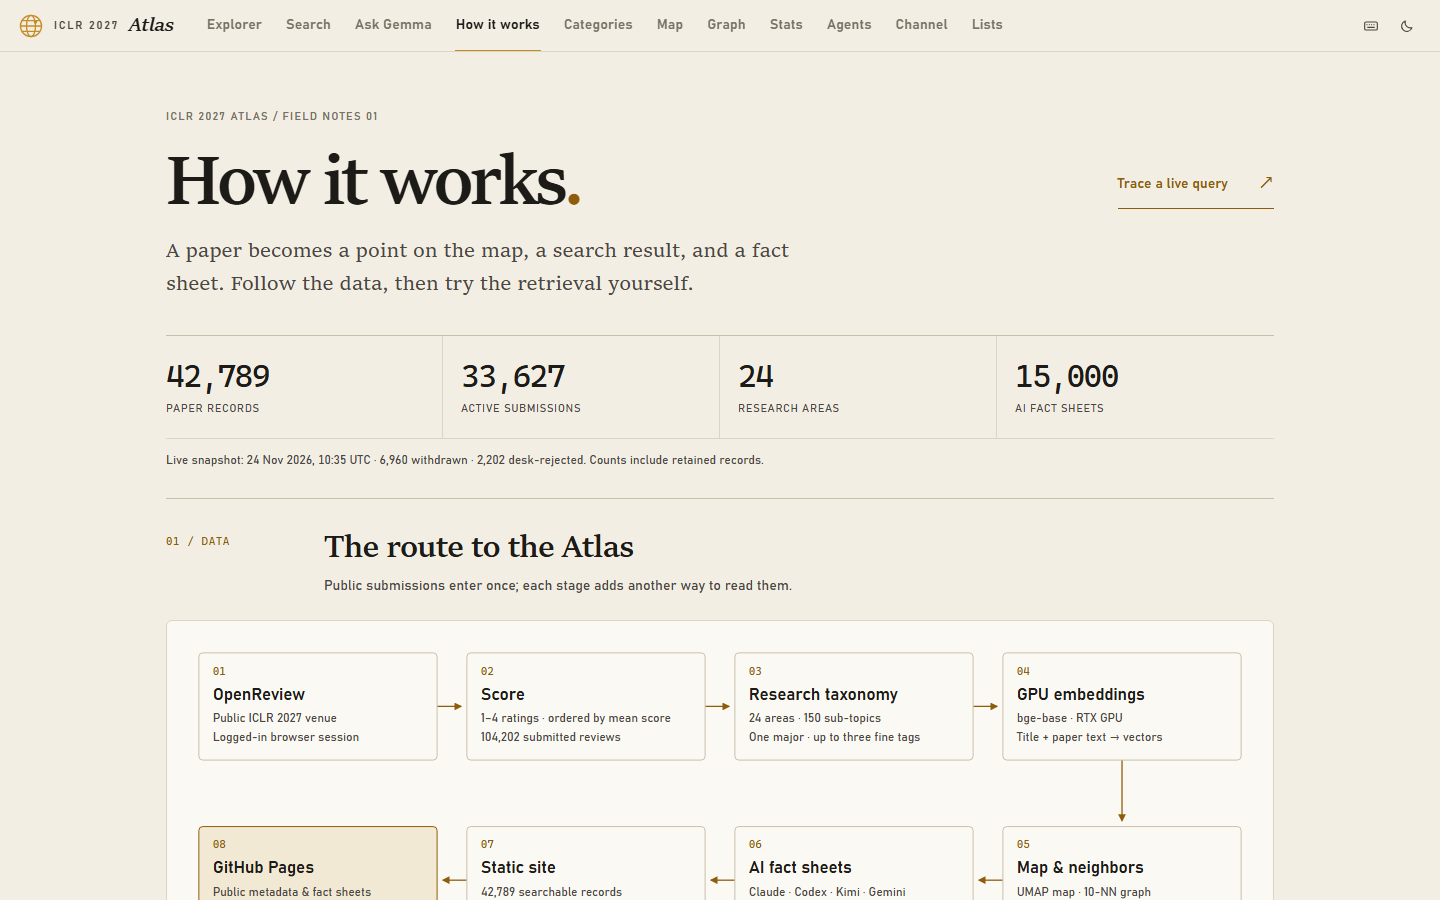 ICLR 2027 Atlas Explorer Search Ask Gemma How it works Categories Map Graph Stats Agents Channel Lists
ICLR 2027 ATLAS / FIELD NOTES 01
How it works.
Trace a live query ↗
A paper becomes a point on the map, a search result, and a fact
sheet. Follow the data, then try the retrieval yourself.
42,789 33,627 24 15,000
PAPER RECORDS ACTIVE SUBMISSIONS RESEARCH AREAS AI FACT SHEETS
Live snapshot: 24 Nov 2026, 10:35 UTC · 6,960 withdrawn · 2,202 desk-rejected. Counts include retained records.
01 / DATA
The route to the Atlas
Public submissions enter once; each stage adds another way to read them.
01
OpenReview
Public ICLR 2027 venue
Logged-in browser session
02
Score
1–4 ratings · ordered by mean score
104,202 submitted reviews
03
Research taxonomy
24 areas · 150 sub-topics
One major · up to three fine tags
04
GPU embeddings
bge-base · RTX GPU
Title + paper text → vectors
08
GitHub Pages
Public metadata & fact sheets
07
Static site
42,789 searchable records
06
AI fact sheets
Claude · Codex · Kimi · Gemini
05
Map & neighbors
UMAP map · 10-NN graph